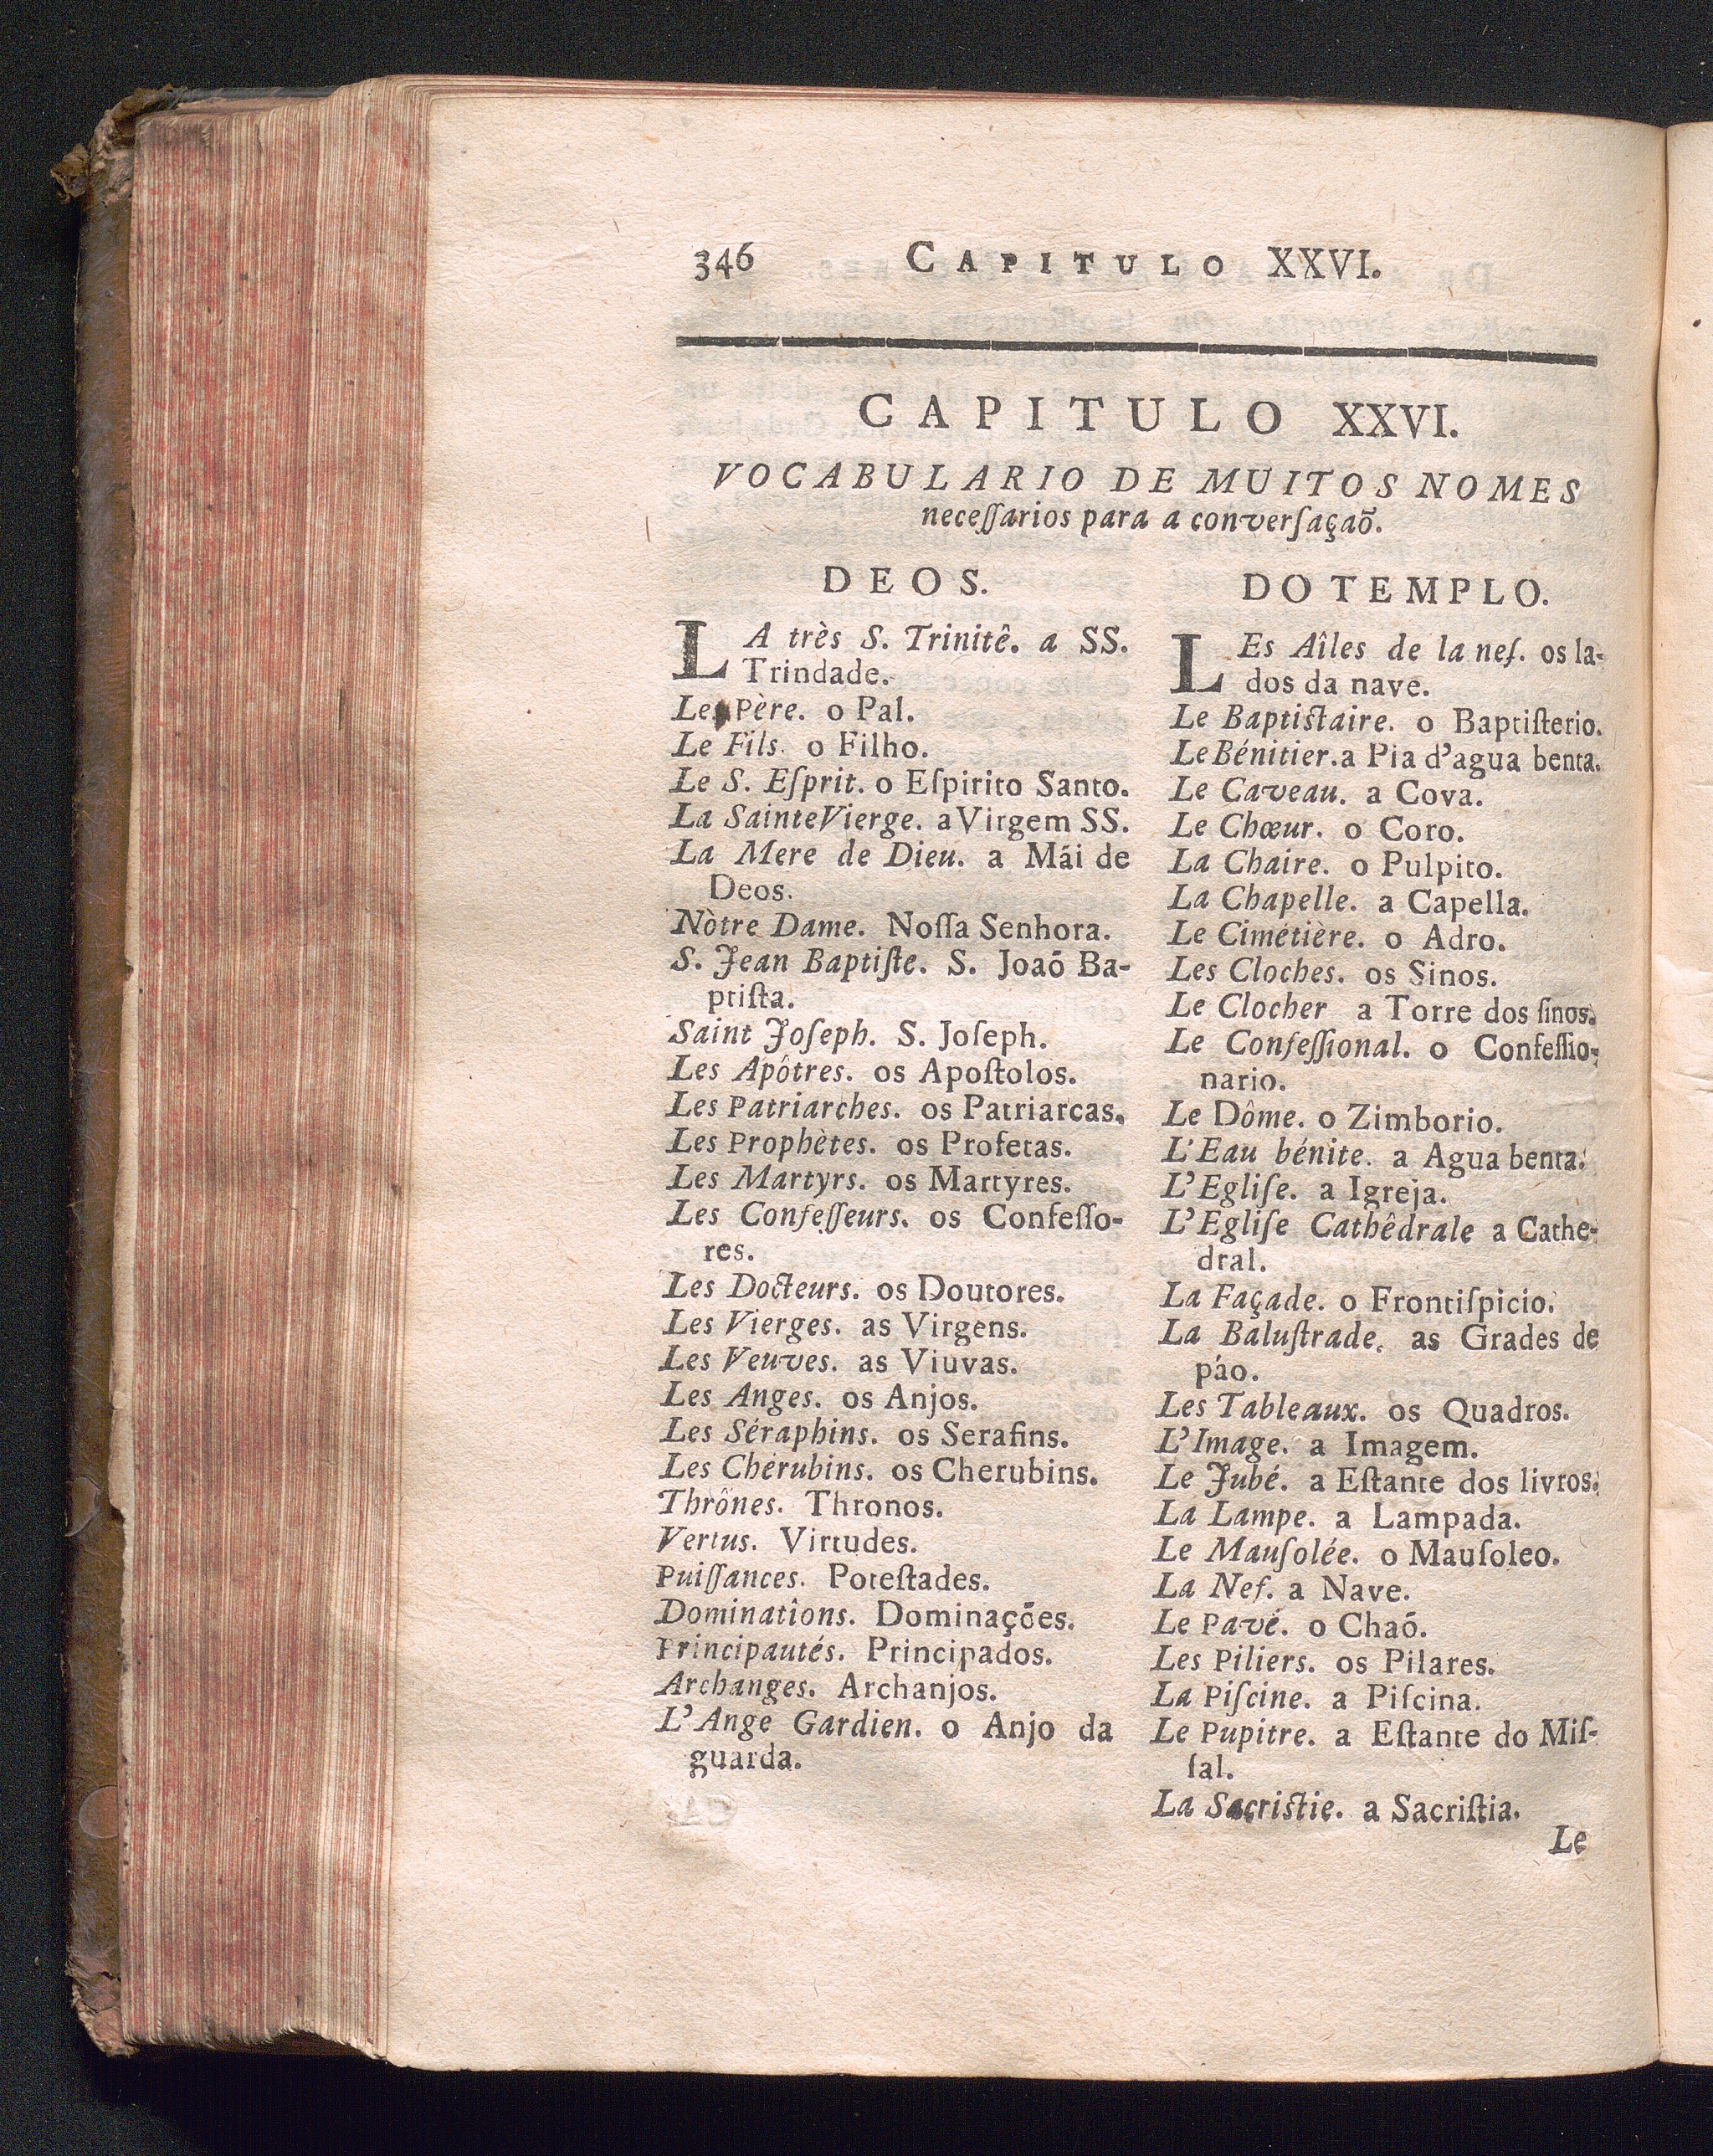 346 CAPITULO XXVI.
CAPITULO XXVI.
VOCABULARIO DE MUITOS NOMES
neceſſarios para a converſaçaõ.
DEOS.
LA très S. Trinitê. a SS.
Trindade.
Le Père. o Pal.
Le Fils. o Filho.
Le S. Eſprit. o Eſpirito Santo.
La Sainte Vierge. a Virgem SS.
La Mere de Dieu. a Mái de
Deos.
Nòtre Dame. Noſſa Senhora.
S. Jean Baptiſte. S. Joaõ Ba-
ptiſta.
Saint Joſeph. S. Joſeph.
Les Apôtres. os Apoſtolos.
Les Patriarches. os Patriarcas.
Les Prophètes. os Profetas.
Les Martyrs. os Martyres.
Les Confeſſeurs. os Confeſſo-
res.
Les Docteurs. os Doutores.
Les Vierges. as Virgens.
Les Veuves. as Viuvas.
Les Anges. os Anjos.
Les Séraphins. os Serafins.
Les Chérubins. os Cherubins.
Thrônes. Thronos.
Vertus. Virtudes.
Puiſſances. Poteſtades.
Dominatîons. Dominações.
Principautés. Principados.
Archanges. Archanjos.
L'Ange Gardien. o Anjo da
guarda.
DO TEMPLO.
LEs Aîles de la nef. os la-
dos da nave.
Le Baptistaire. o Baptiſterio.
Le Bénitier. a Pia d'agua benta.
Le Caveau. a Cova.
Le Chœur. o Coro.
La Chaire. o Pulpito.
La Chapelle. a Capella.
Le Cimétière. o Adro.
Les Cloches. os Sinos.
Le Clocher a Torre dos ſinos.
Le Confeſſional. o Confeſſio-
nario.
Le Dôme. o Zimborio.
L'Eau bénite. a Agua benta.
L'Egliſe. a Igreja.
L'Egliſe Cathêdrale a Cathe-
dral.
La Façade. o Frontiſpicio.
La Baluſtrade. as Grades de
páo.
Les Tableaux. os Quadros.
L'Image. a Imagem.
Le Jubé. a Eſtante dos livros.
La Lampe. a Lampada.
Le Mauſolée. o Mauſoleo.
La Nef. a Nave.
Le Pavé. o Chaõ.
Les Piliers. os Pilares.
La Piſcine. a Piſcina.
Le Pupitre. a Eſtante do Miſ-
ſal.
La Sacristie. a Sacriſtia.
Le